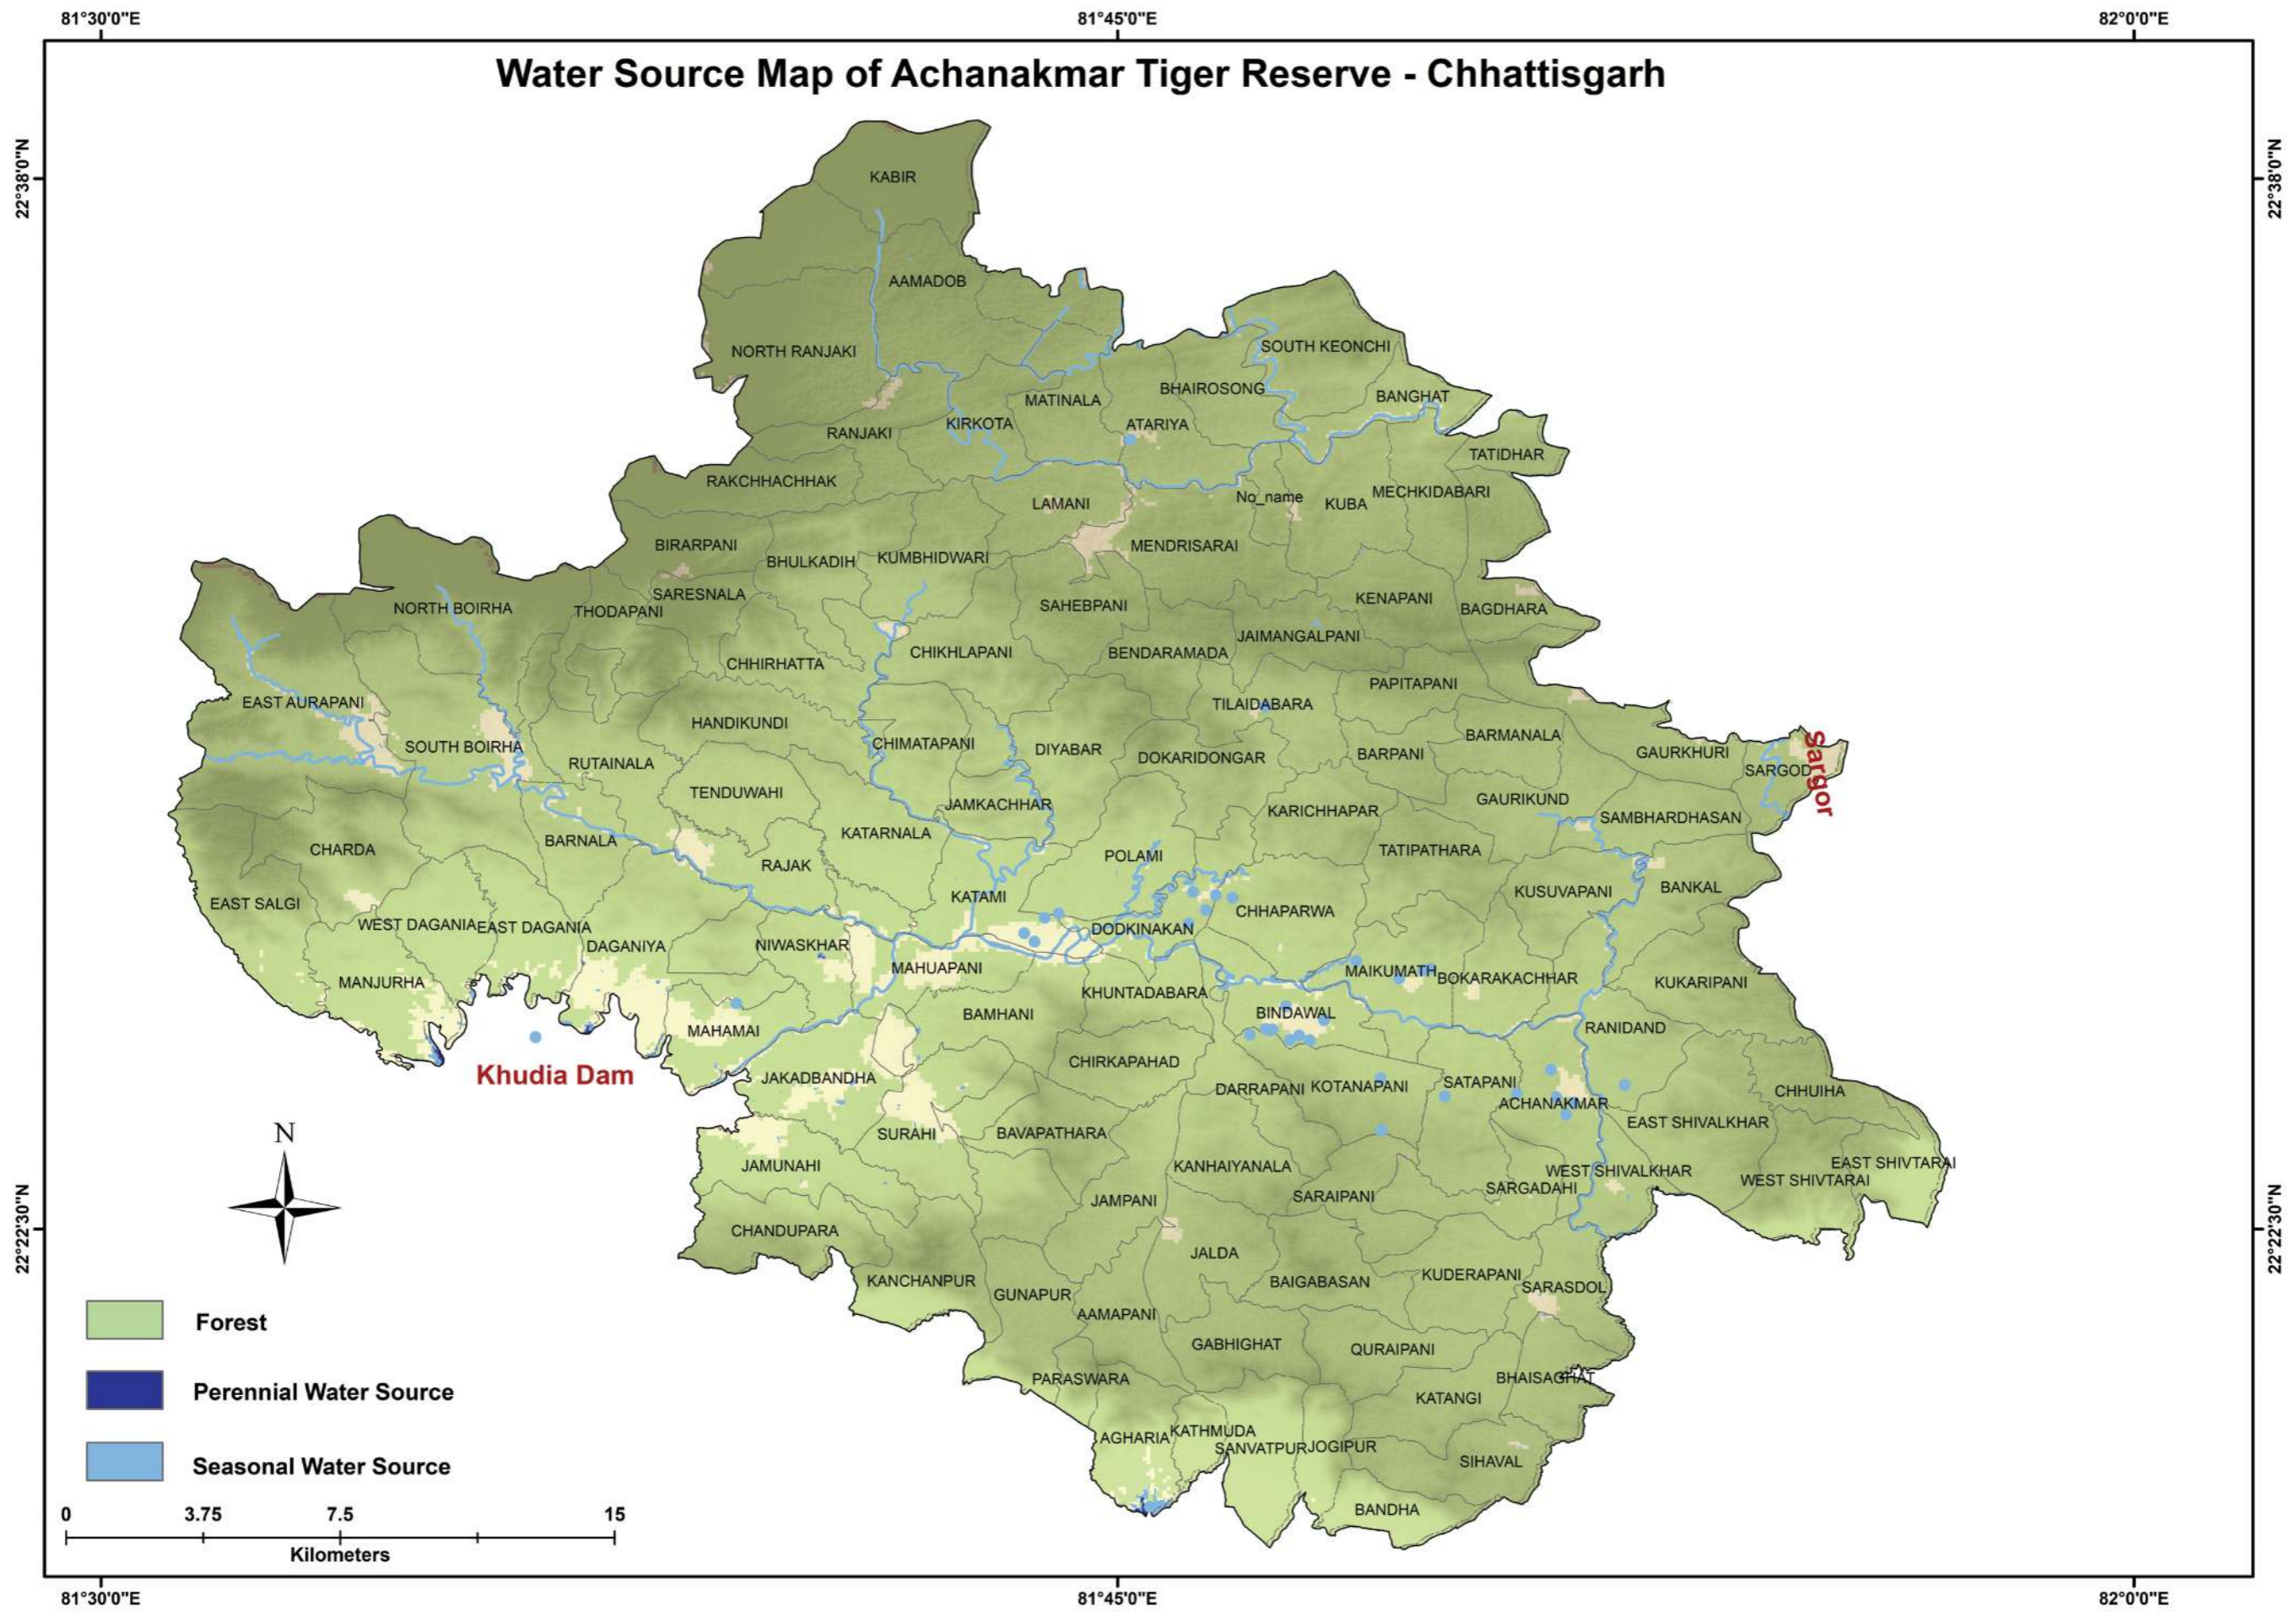 81°30'0"E 81°45'0"E 82°0'0"E
Water Source Map of Achanakmar Tiger Reserve - Chhattisgarh
22°38'0"N 22°38'0"N
KABIR
AAMADOB
NORTH RANJAKI
SOUTH KEONCHI
BHAIROSONG
BANGHAT
MATINALA
KIRKOTA
ATARIYA
RANJAKI
TATIDHAR
RAKCHHACHHAK
MECHKIDABARI
No_name
LAMANI
KUBA
BIRARPANI
MENDRISARAI
KUMBHIDWARI
BHULKADIH
SARESNALA
KENAPANI
SAHEBPANI
NORTH BOIRHA
BAGDHARA
THODAPANI
JAIMANGALPANI
CHIKHLAPANI
BENDARAMADA
CHHIRHATTA
PAPITAPANI
EAST AURAPANI
TILAIDABARA
HANDIKUNDI
BARMANALA
SOUTH BOIRHA
CHIMATAPANI
DIYABAR
GAURKHURI
BARPANI
DOKARIDONGAR
RUTAINALA
SARGOD
Sargor
TENDUWAHI
GAURIKUND
JAMKACHHAR
KARICHHAPAR
SAMBHARDHASAN
KATARNALA
BARNALA
CHARDA
TATIPATHARA
POLAMI
RAJAK
BANKAL
KUSUVAPANI
KATAMI
EAST SALGI
CHHAPARWA
WEST DAGANIA EAST DAGANIA
DODKINAKAN
NIWASKHAR
DAGANIYA
MAHUAPANI
MAIKUMATH
BOKARAKACHHAR
MANJURHA
KUKARIPANI
KHUNTADABARA
BINDAWAL
BAMHANI
RANIDAND
MAHAMAI
CHIRKAPAHAD
Khudia Dam
JAKADBANDHA
SATAPANI
DARRAPANI KOTANAPANI
CHHUIHA
ACHANAKMAR
EAST SHIVALKHAR
SURAHI
BAVAPATHARA
N
EAST SHIVTARAI
JAMUNAHI
KANHAIYANALA
WEST SHIVALKHAR
WEST SHIVTARAI
SARGADAHI
SARAIPANI
JAMPANI
22°22'30"N 22°22'30"N
CHANDUPARA
JALDA
KUDERAPANI
KANCHANPUR
BAIGABASAN
SARASDOL
GUNAPUR
AAMAPANI
Forest
GABHIGHAT
QURAIPANI
PARASWARA
BHAISAGHAT
Perennial Water Source
KATANGI
KATHMUDA
AGHARIA
SANVATPUR JOGIPUR
SIHAVAL
Seasonal Water Source
BANDHA
0 3.75 7.5 15
Kilometers
81°30'0"E 81°45'0"E 82°0'0"E